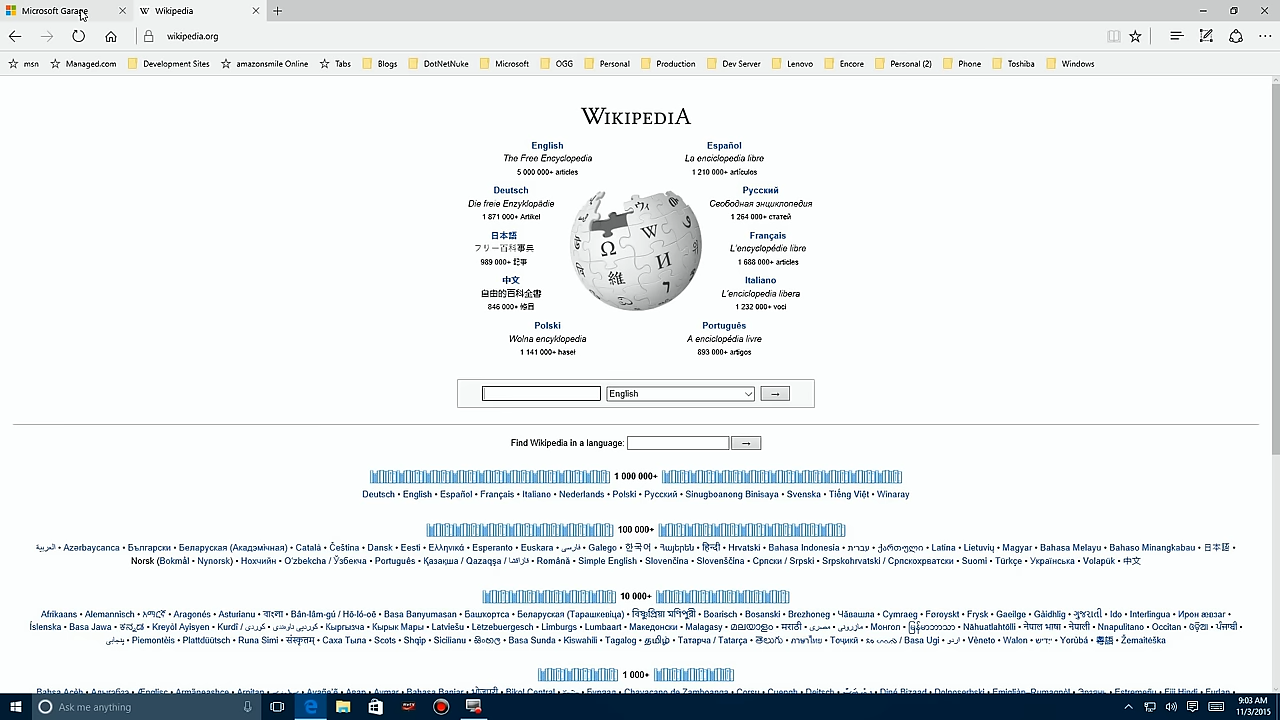 Microsoft Garage
Wikipedia
wikipedia.org
msn
Managed.com
Development Sites
amazonsmile Online
Tabs
Blogs
DotNetNuke
Microsoft
OGG
Personal
Production
Dev Server
Lenovo
Encore
Personal (2)
Phone
Toshiba
Windows
WIKIPEDIA
English
The Free Encyclopedia
5 000 000+ articles
Español
La enciclopedia libre
1 210 000+ artículos
Deutsch
Die freie Enzyklopädie
1 871 000+ Artikel
Русский
Свободная энциклопедия
1 264 000+ статей
日本語
フリー百科事典
989 000+ 記事
Français
L'encyclopédie libre
1 688 000+ articles
中文
自由的百科全書
846 000+ 條目
Italiano
L'enciclopedia libera
1 232 000+ voci
Polski
Wolna encyklopedia
1 141 000+ haseł
Português
A enciclopédia livre
893 000+ artigos
English
→
Find Wikipedia in a language:
→
1 000 000+
Deutsch • English • Español • Français • Italiano • Nederlands • Polski • Русский • Sinugboanong Binisaya • Svenska • Tiếng Việt • Winaray
100 000+
العربية • Azərbaycanca • Български • Беларуская (Акадэмічная) • Català • Čeština • Dansk • Eesti • Ελληνικά • Esperanto • Euskara • فارسی • Galego • 한국어 • Հայերեն • हिन्दी • Hrvatski • Bahasa Indonesia • עברית • ქართული • Latina • Lietuvių • Magyar • Bahasa Melayu • Bahaso Minangkabau • 日本語 •
Norsk (Bokmål • Nynorsk) • Нохчийн • Oʻzbekcha / Ўзбекча • Português • Қазақша / Qazaqşa / قازاقشا • Română • Simple English • Slovenčina • Slovenščina • Српски / Srpski • Srpskohrvatski / Српскохрватски • Suomi • Türkçe • Українська • Volapük • 中文
10 000+
Afrikaans • Alemannisch • አማርኛ • Aragonés • Asturianu • বাংলা • Bân-lâm-gú / Hō-ló-oē • Basa Banyumasan • Башҡортса • Беларуская (Тарашкевіца) • বিষ্ণুপ্রিয়া মণিপুরী • Boarisch • Bosanski • Brezhoneg • Чӑвашла • Cymraeg • Føroyskt • Frysk • Gaeilge • Gàidhlig • ગુજરાતી • Ido • Interlingua • Ирон æвзаг •
Íslenska • Basa Jawa • ಕನ್ನಡ • Kreyòl Ayisyen • Kurdî / كوردی • کوردیی ناوەندی • Кыргызча • Кырык Мары • Latviešu • Lëtzebuergesch • Limburgs • Lumbaart • Македонски • Malagasy • മലയാളം • मराठी • مصرى • مازرونی • Монгол • မြန်မာဘာသာ • Nāhuatlahtōlli • नेपाल भाषा • नेपाली • Nnapulitano • Occitan • ଓଡ଼ିଆ • ਪੰਜਾਬੀ •
پنجابی • Piemontèis • Plattdüütsch • Runa Simi • संस्कृतम् • Саха Тыла • Scots • Shqip • Sicilianu • සිංහල • Basa Sunda • Kiswahili • Tagalog • தமிழ் • Татарча / Tatarça • తెలుగు • ภาษาไทย • Тоҷикӣ • Basa Ugi • اردو • Vèneto • Walon • ייִדיש • Yorùbá • 粵語 • Žemaitėška
1 000+
Ask me anything
9:03 AM
11/3/2015